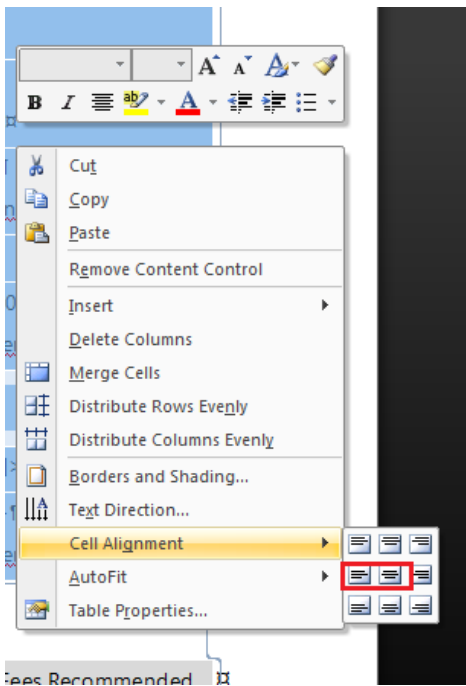 A A A
B I ab A
Cut
Copy
Paste
Remove Content Control
Insert
Delete Columns
Merge Cells
Distribute Rows Evenly
Distribute Columns Evenly
Borders and Shading...
Text Direction...
Cell Alignment
AutoFit
Table Properties...
Fees Recommended